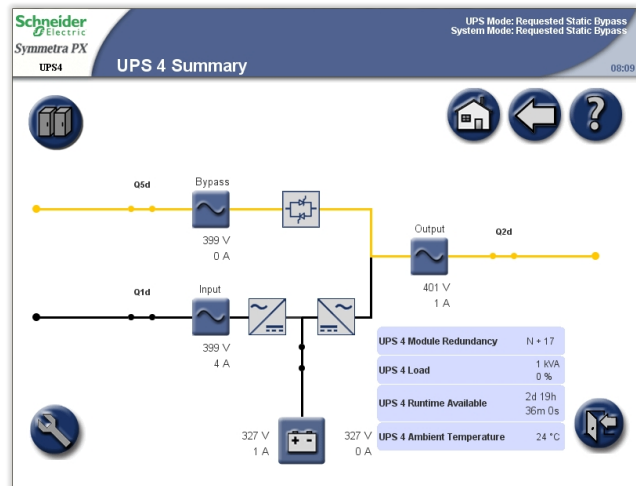 Schneider
Electric
Symmetra PX
UPS4
UPS 4 Summary
UPS Mode: Requested Static Bypass
System Mode: Requested Static Bypass
08:09
Q5d
Bypass
399 V
0 A
Output
Q2d
401 V
1 A
Q1d
Input
399 V
4 A
UPS 4 Module Redundancy N + 17
UPS 4 Load 1 kVA
0 %
UPS 4 Runtime Available 2d 19h
36m 0s
UPS 4 Ambient Temperature 24 °C
327 V
1 A
327 V
0 A